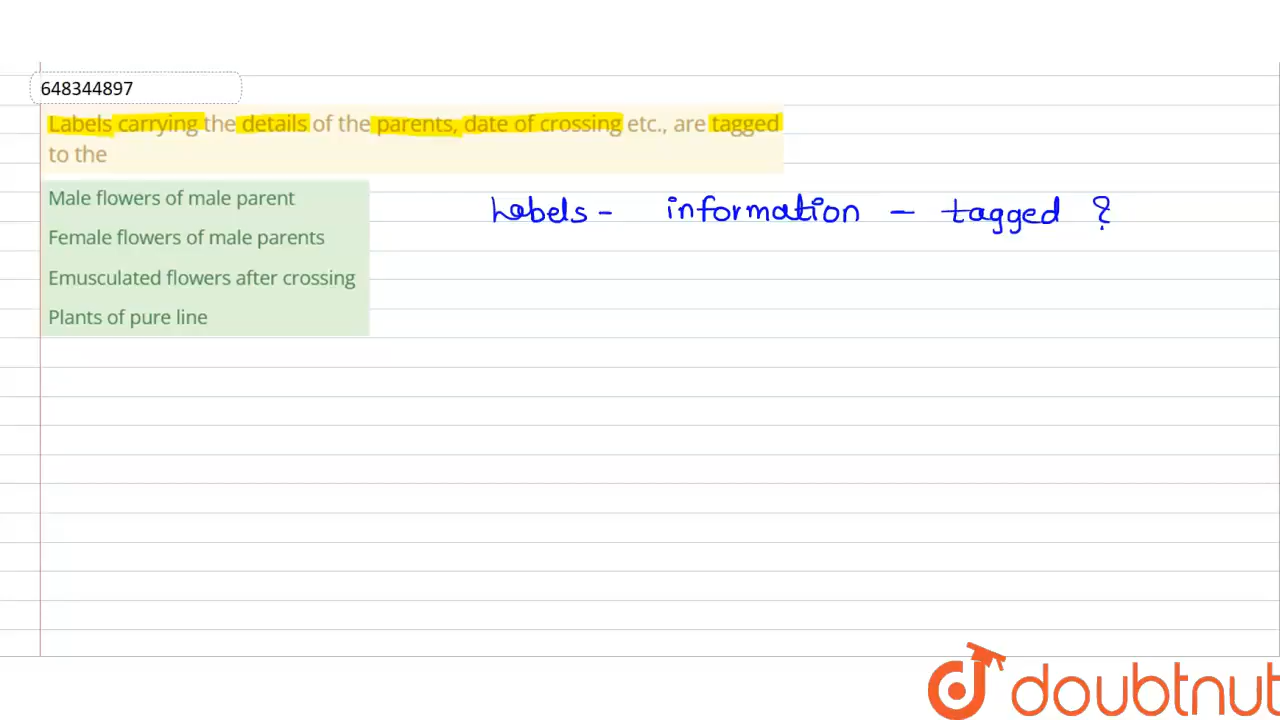 648344897
Labels carrying the details of the parents, date of crossing etc., are tagged
to the
Male flowers of male parent
Female flowers of male parents
Emusculated flowers after crossing
Plants of pure line
Labels - information - tagged ?
doubtnut